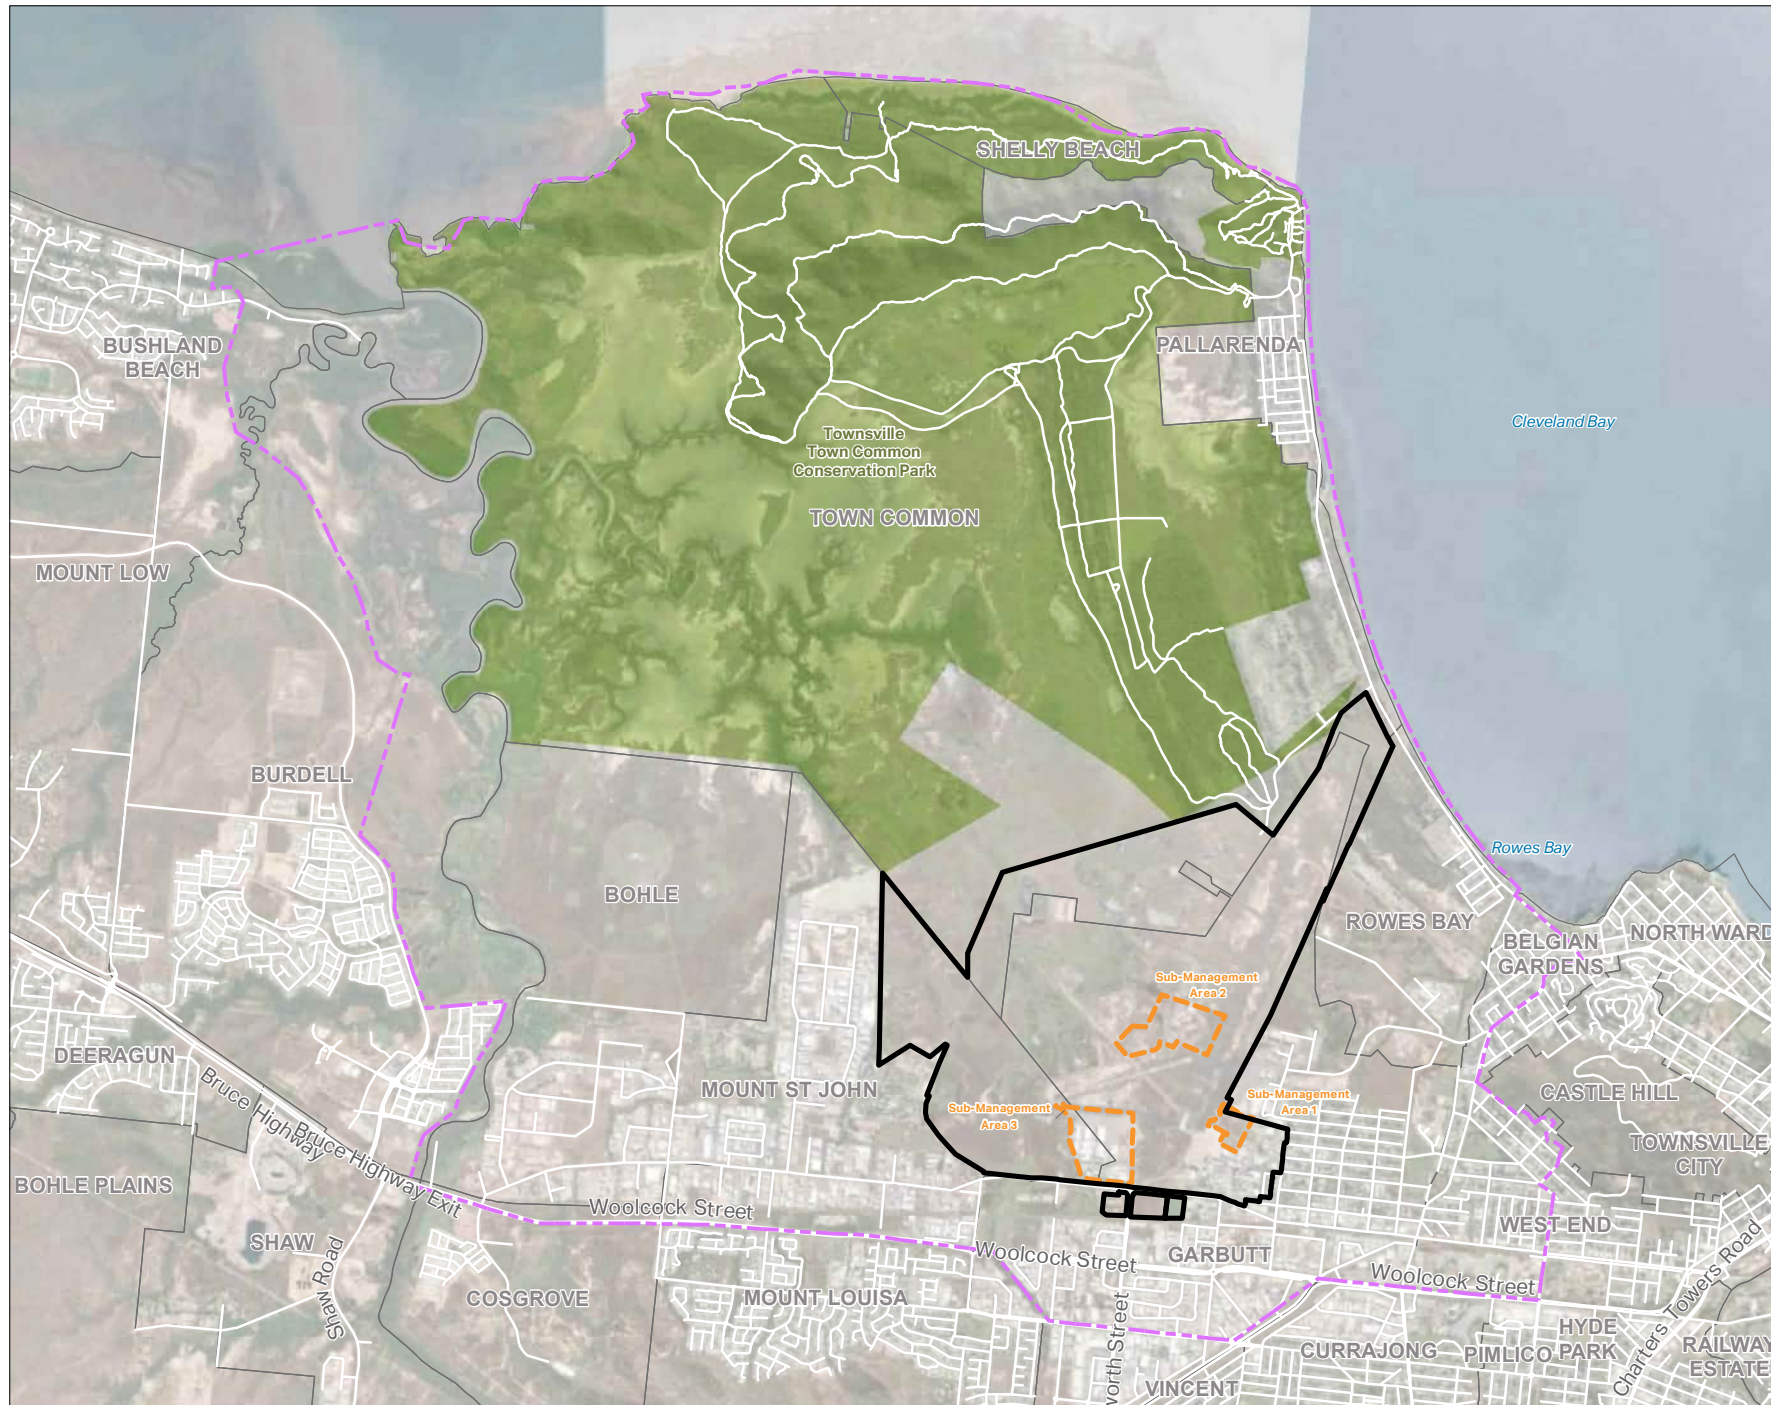 SHELLY BEACH
BUSHLAND
BEACH
PALLARENDA
Cleveland Bay
Townsville
Town Common
Conservation Park
TOWN COMMON
MOUNT LOW
BURDELL
Rowes Bay
BOHLE
ROWES BAY
NORTH WARD
BELGIAN
GARDENS
Sub-Management
Area 2
DEERAGUN
MOUNT ST JOHN
Sub-Management
Area 1
CASTLE HILL
Sub-Management
Area 3
Bruce Highway
Bruce Highway Exit
TOWNSVILLE
CITY
BOHLE PLAINS
Woolcock Street
WEST END
SHAW
Woolcock Street
GARBUTT
Woolcock Street
Shaw Road
COSGROVE
MOUNT LOUISA
Charters Towers Road
HYDE
PARK
CURRAJONG
PIMLICO
RAILWAY
ESTATE
worth Street
VINCENT